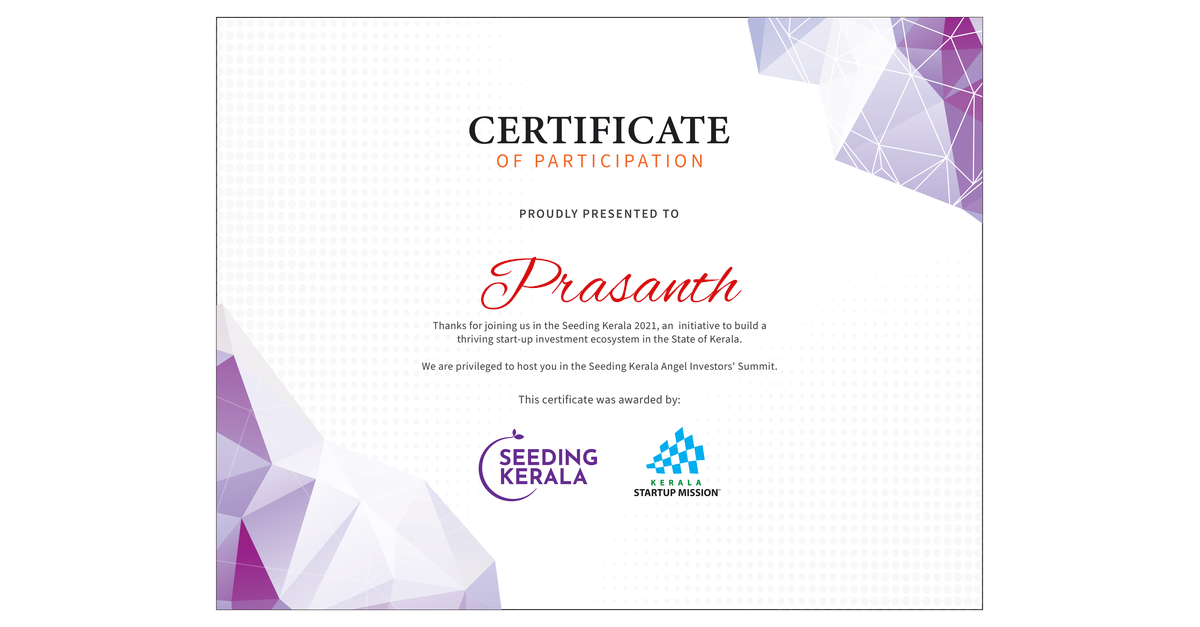 CERTIFICATE
OF PARTICIPATION
PROUDLY PRESENTED TO
Prasanth
Thanks for joining us in the Seeding Kerala 2021, an initiative to build a
thriving start-up investment ecosystem in the State of Kerala.
We are privileged to host you in the Seeding Kerala Angel Investors' Summit.
This certificate was awarded by:
SEEDING
KERALA
KERALA
STARTUP MISSION